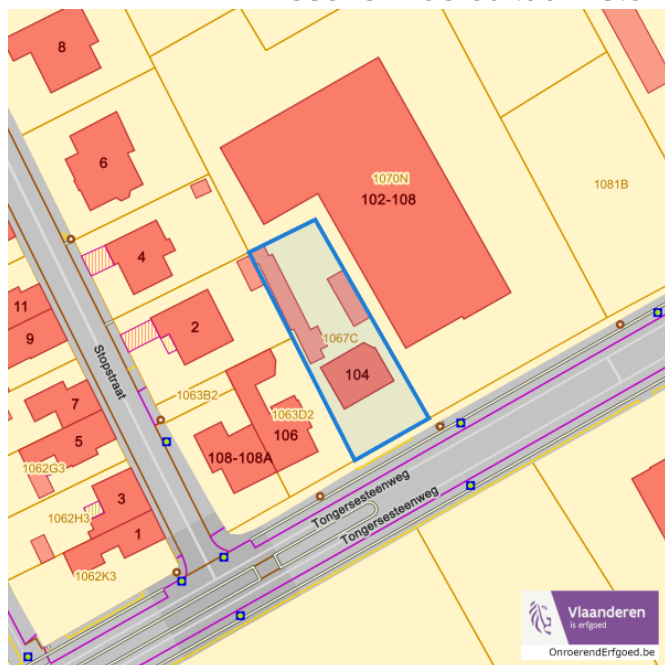 8
6
1070N
102-108
1081B
4
11
9
2
Stopstraat
1067C
104
1063B2
7
1063D2
106
5
108-108A
1062G3
3
1062H3
1
1062K3
Tongersesteenweg
Tongersesteenweg
Vlaanderen
is erfgoed
OnroerendErfgoed.be